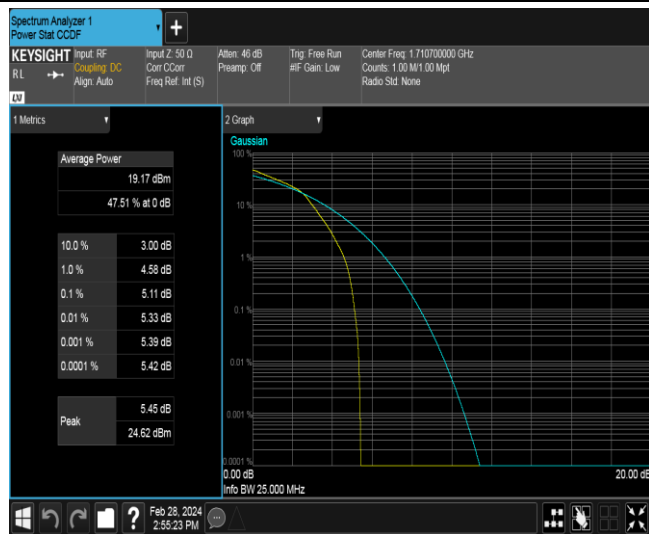 Spectrum Analyzer 1
Power Stat CCDF
+
KEYSIGHT
RL
LXI
Input: RF
Coupling: DC
Align: Auto
Input Z: 50 Ω
Corr CCorr
Freq Ref: Int (S)
Atten: 46 dB
Preamp: Off
Trig: Free Run
#IF Gain: Low
Center Freq: 1.710700000 GHz
Counts: 1.00 M/1.00 Mpt
Radio Std: None
1 Metrics
Average Power
19.17 dBm
47.51 % at 0 dB
10.0 % 3.00 dB
1.0 % 4.58 dB
0.1 % 5.11 dB
0.01 % 5.33 dB
0.001 % 5.39 dB
0.0001 % 5.42 dB
Peak
5.45 dB
24.62 dBm
2 Graph
Gaussian
100 %
10 %
1 %
0.1 %
0.01 %
0.001 %
0.0001 %
0.00 dB
20.00 dB
Info BW 25.000 MHz
?
Feb 28, 2024
2:55:23 PM